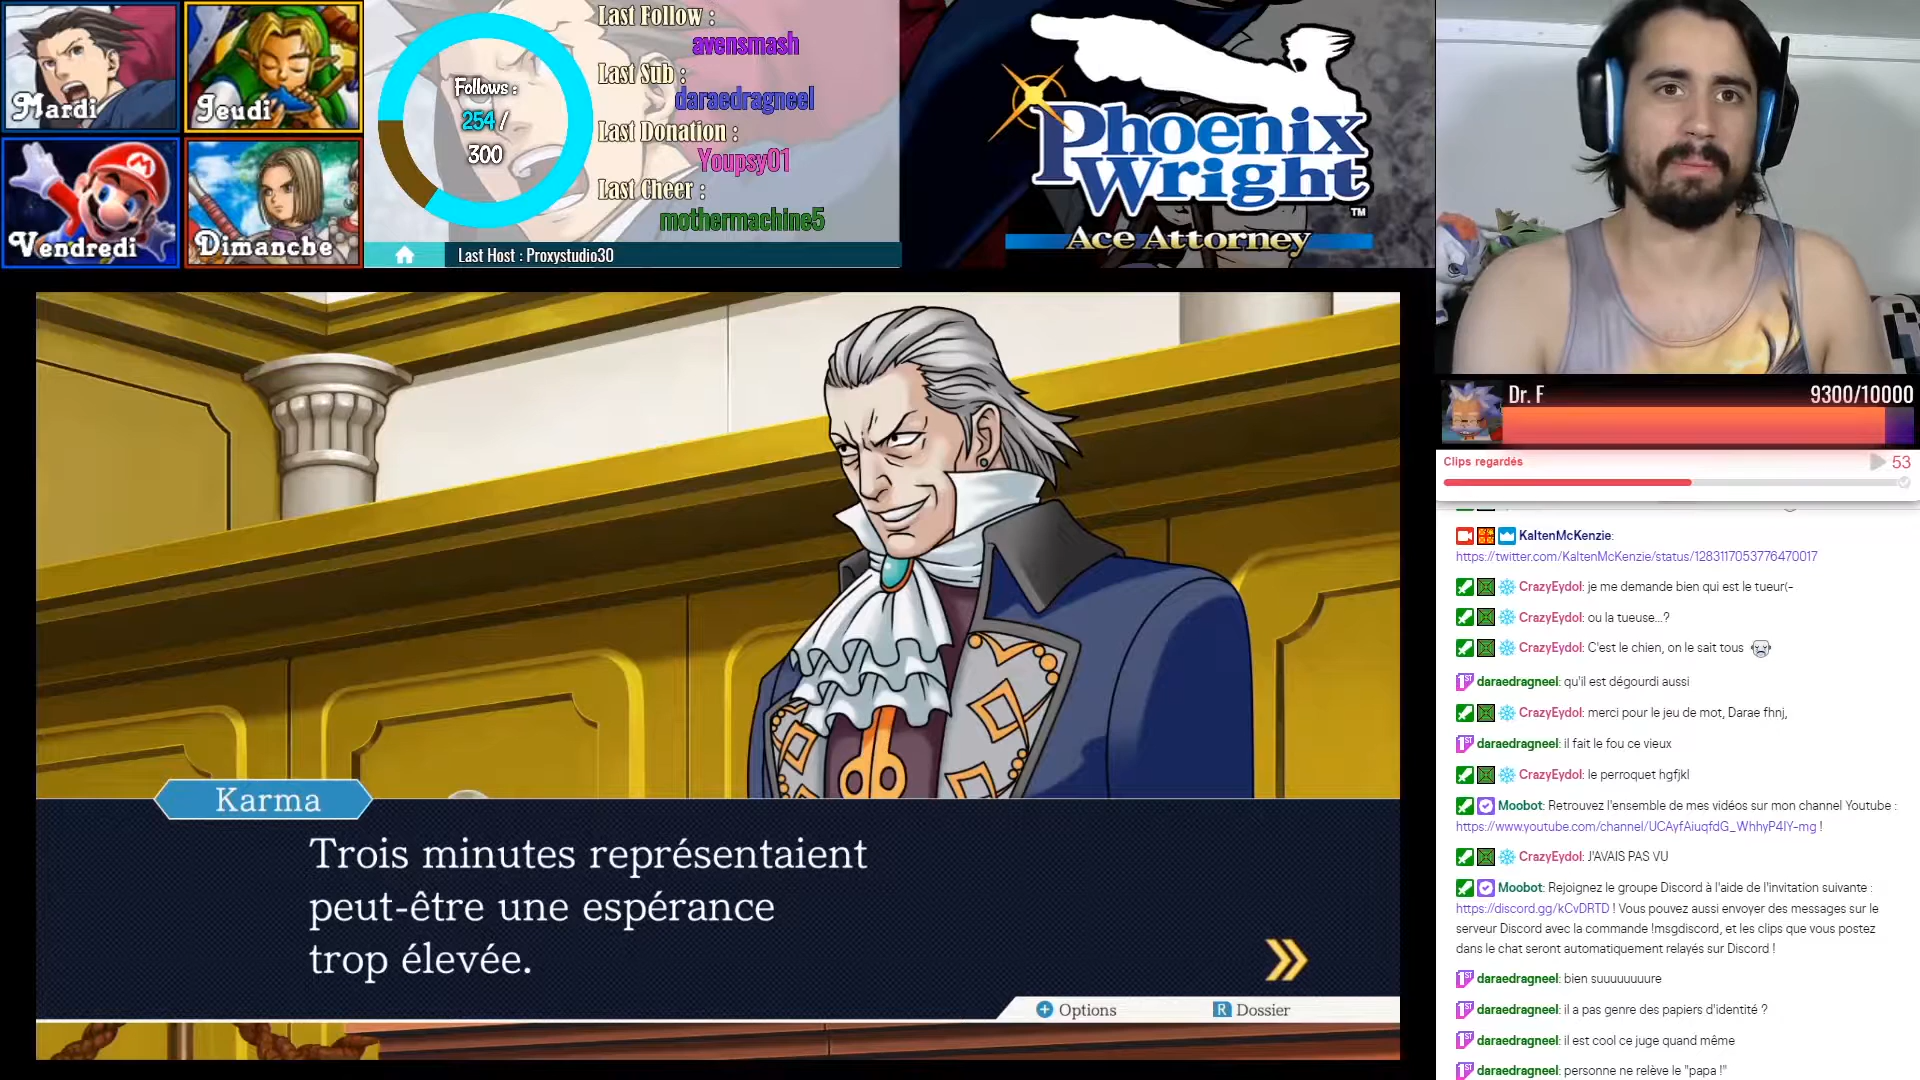 Mardi
Jeudi
Vendredi
Dimanche
Follows :
254 /
300
Last Follow :
avensmash
Last Sub :
daraedragneel
Last Donation :
Youpsy01
Last Cheer :
mothermachine5
Last Host : Proxystudio30
Phoenix
Wright
TM
Ace Attorney
Dr. F 9300/10000
Clips regardés 53
KaltenMcKenzie:
https://twitter.com/KaltenMcKenzie/status/1283117053776470017
CrazyEydol: je me demande bien qui est le tueur(-
CrazyEydol: ou la tueuse...?
CrazyEydol: C'est le chien, on le sait tous
daraedragneel: qu'il est dégourdi aussi
CrazyEydol: merci pour le jeu de mot, Darae fhnj,
daraedragneel: il fait le fou ce vieux
CrazyEydol: le perroquet hgfjkl
Moobot: Retrouvez l'ensemble de mes vidéos sur mon channel Youtube :
https://www.youtube.com/channel/UCAyfAiuqfdG_WhhyP4IY-mg !
CrazyEydol: J'AVAIS PAS VU
Moobot: Rejoignez le groupe Discord à l'aide de l'invitation suivante :
https://discord.gg/kCvDRTD ! Vous pouvez aussi envoyer des messages sur le
serveur Discord avec la commande !msgdiscord, et les clips que vous postez
dans le chat seront automatiquement relayés sur Discord !
daraedragneel: bien suuuuuuure
daraedragneel: il a pas genre des papiers d'identité ?
daraedragneel: il est cool ce juge quand même
daraedragneel: personne ne relève le "papa !"
Karma
Trois minutes représentaient
peut-être une espérance
trop élevée.
Options
R Dossier